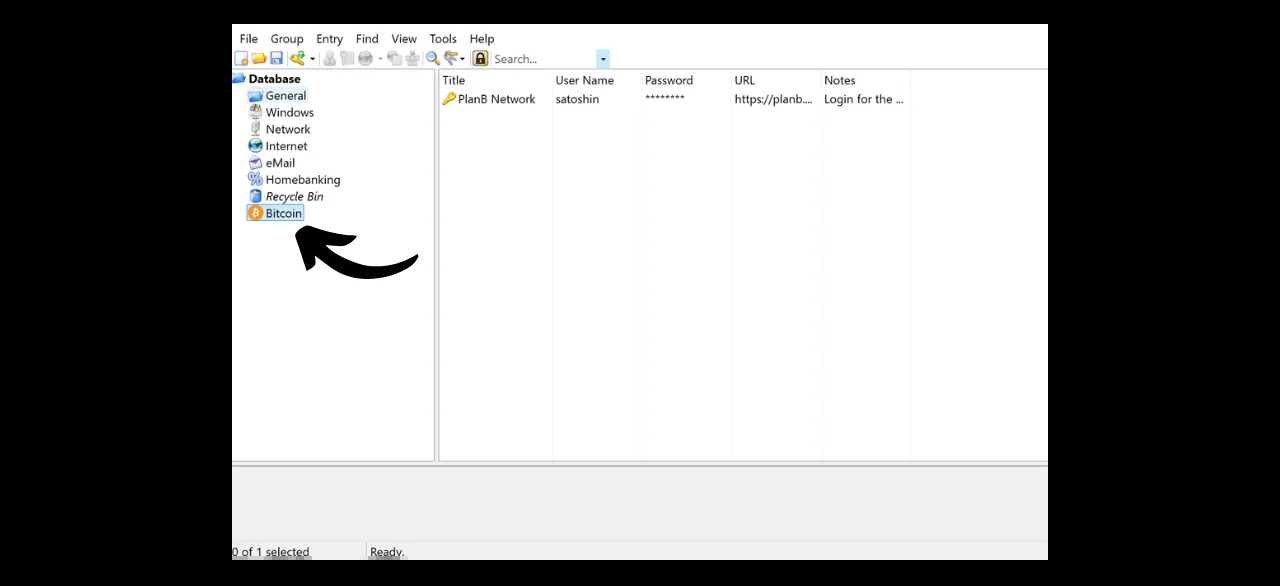 File Group Entry Find View Tools Help
Search...
Database
General
Windows
Network
Internet
eMail
Homebanking
Recycle Bin
Bitcoin
Title User Name Password URL Notes
PlanB Network satoshin ******** https://planb.... Login for the ...
0 of 1 selected Ready.